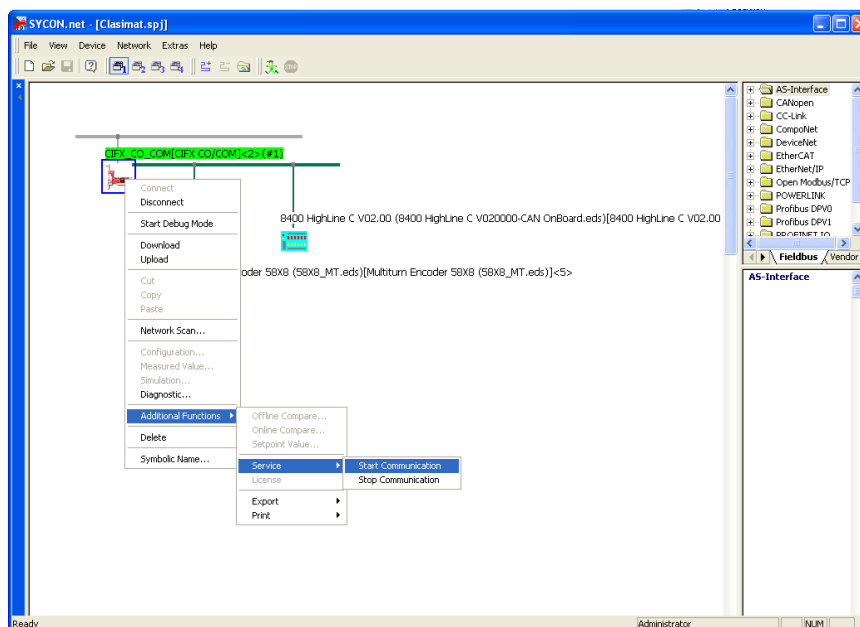 SYCON.net - [Clasimat.spj]
File View Device Network Extras Help
CIFX_CO_COM[CIFX CO/COM]<2>(#1)
Connect
Disconnect
Start Debug Mode
Download
Upload
Cut
Copy
Paste
Network Scan...
Configuration...
Measured Value...
Simulation...
Diagnostic...
Additional Functions
Delete
Symbolic Name...
Offline Compare...
Online Compare...
Setpoint Value...
Service
License
Export
Print
Start Communication
Stop Communication
8400 HighLine C V02.00 (8400 HighLine C V020000-CAN OnBoard.eds)[8400 HighLine C V02.00
oder 58X8 (58X8_MT.eds)[Multiturn Encoder 58X8 (58X8_MT.eds)]<5>
AS-Interface
CANopen
CC-Link
CompoNet
DeviceNet
EtherCAT
EtherNet/IP
Open Modbus/TCP
POWERLINK
Profibus DPV0
Profibus DPV1
PROFINET IO
Fieldbus Vendor
AS-Interface
Ready Administrator NUM